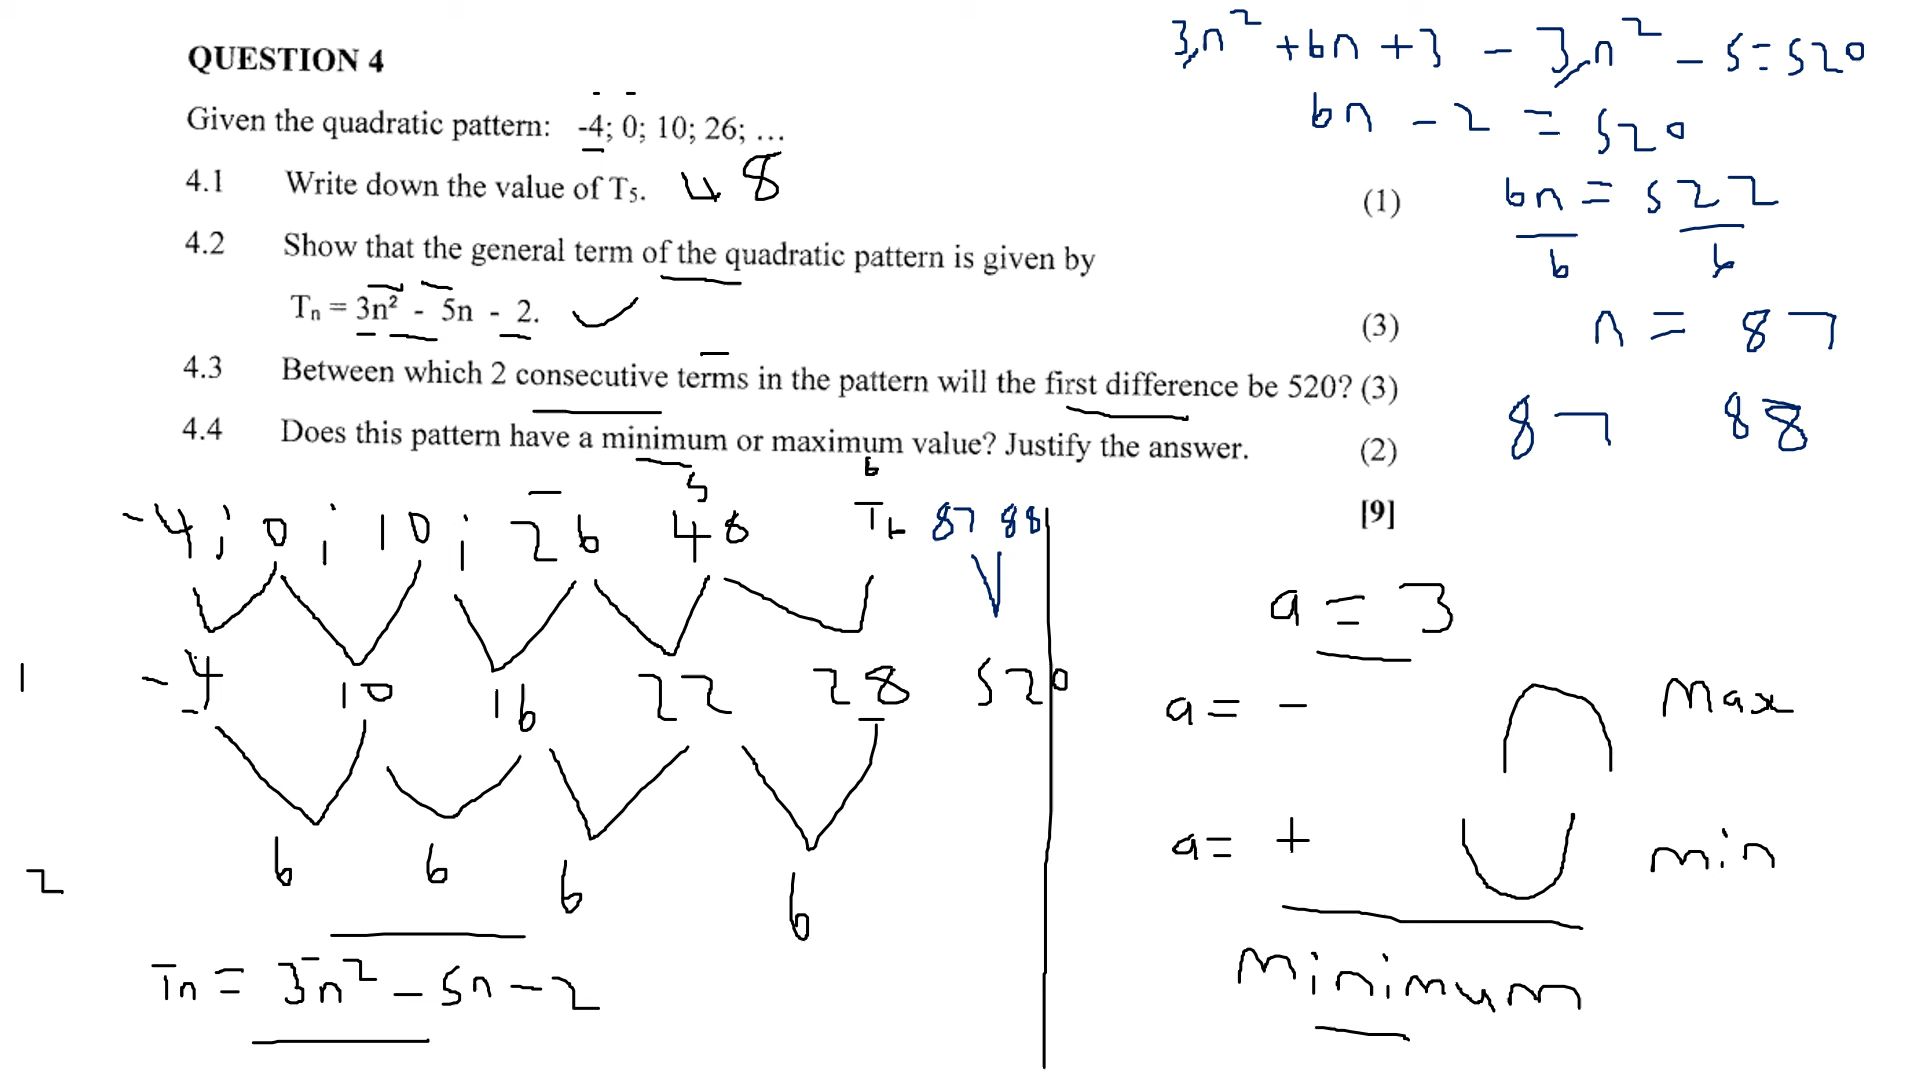 QUESTION 4
Given the quadratic pattern: -4; 0; 10; 26; …
4.1 Write down the value of T₅. 48 (1)
4.2 Show that the general term of the quadratic pattern is given by
Tₙ = 3n² - 5n - 2. (3)
4.3 Between which 2 consecutive terms in the pattern will the first difference be 520? (3)
4.4 Does this pattern have a minimum or maximum value? Justify the answer. (2)
[9]
3n² + 6n + 3 - 3n² - 5 = 520
6n - 2 = 520
6n = 522
6 6
n = 87
87 88
5 6
-4; 0; 10; 26 48 T₆ 87 88
1 -4 10 16 22 28 520
2 6 6 6 6
Tn = 3n² - 5n - 2
a = 3
a = - Max
a = + min
Minimum